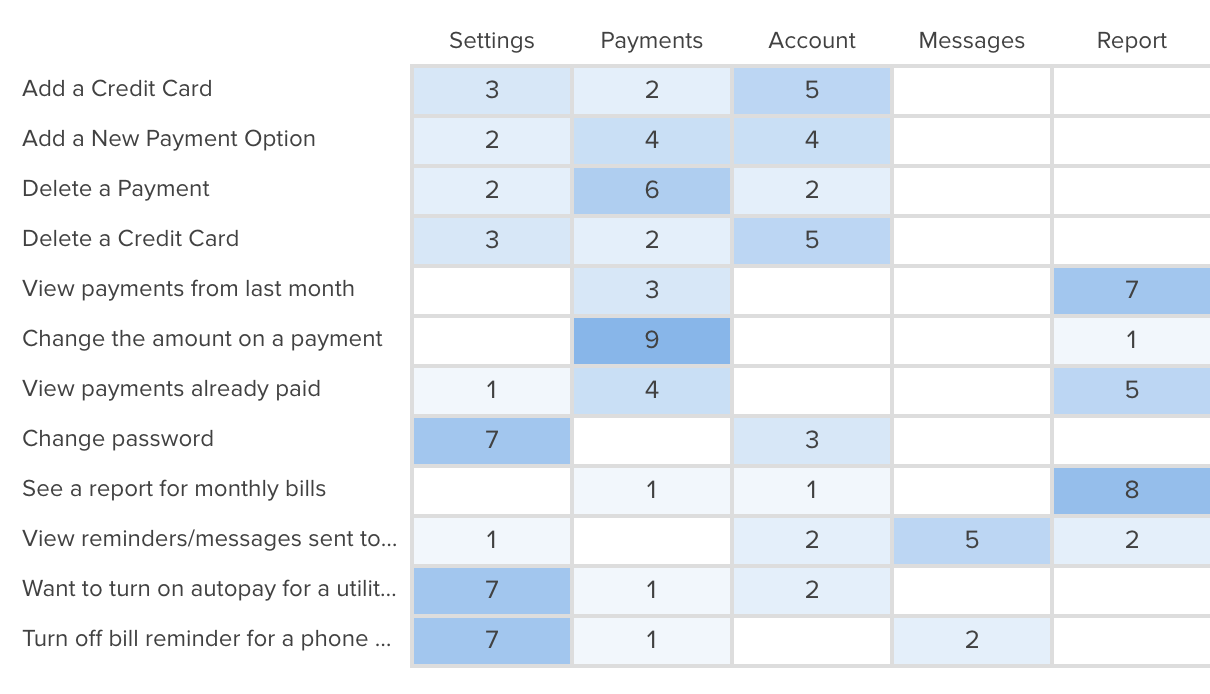 Settings Payments Account Messages Report
Add a Credit Card 3 2 5
Add a New Payment Option 2 4 4
Delete a Payment 2 6 2
Delete a Credit Card 3 2 5
View payments from last month 3 7
Change the amount on a payment 9 1
View payments already paid 1 4 5
Change password 7 3
See a report for monthly bills 1 1 8
View reminders/messages sent to... 1 2 5 2
Want to turn on autopay for a utilit... 7 1 2
Turn off bill reminder for a phone ... 7 1 2